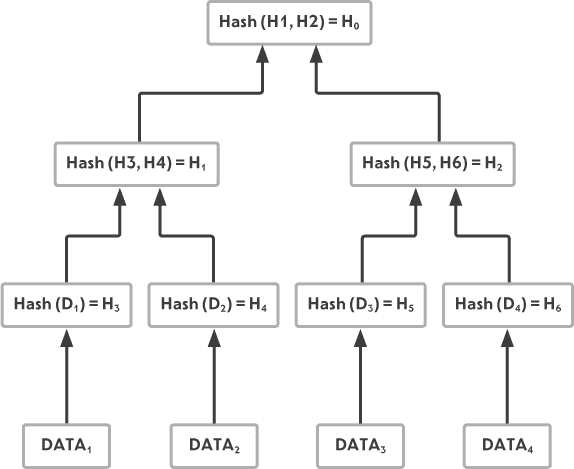 Hash (H1, H2) = H₀
Hash (H3, H4) = H₁
Hash (H5, H6) = H₂
Hash (D₁) = H₃
Hash (D₂) = H₄
Hash (D₃) = H₅
Hash (D₄) = H₆
DATA₁
DATA₂
DATA₃
DATA₄